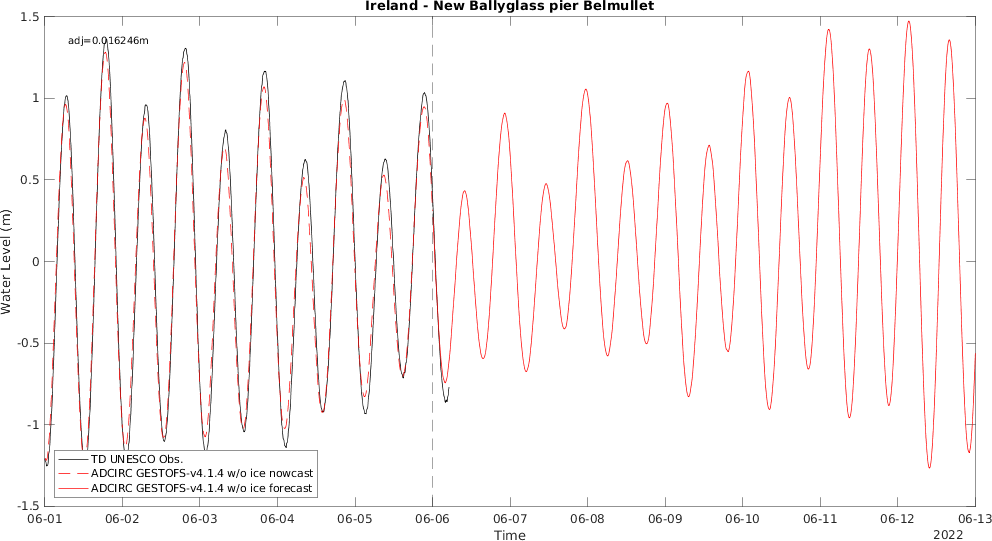 Ireland - New Ballyglass pier Belmullet
adj=0.016246m
1.5
1
0.5
0
-0.5
-1
-1.5
Water Level (m)
TD UNESCO Obs.
ADCIRC GESTOFS-v4.1.4 w/o ice nowcast
ADCIRC GESTOFS-v4.1.4 w/o ice forecast
06-01 06-02 06-03 06-04 06-05 06-06 06-07 06-08 06-09 06-10 06-11 06-12 06-13
Time
2022